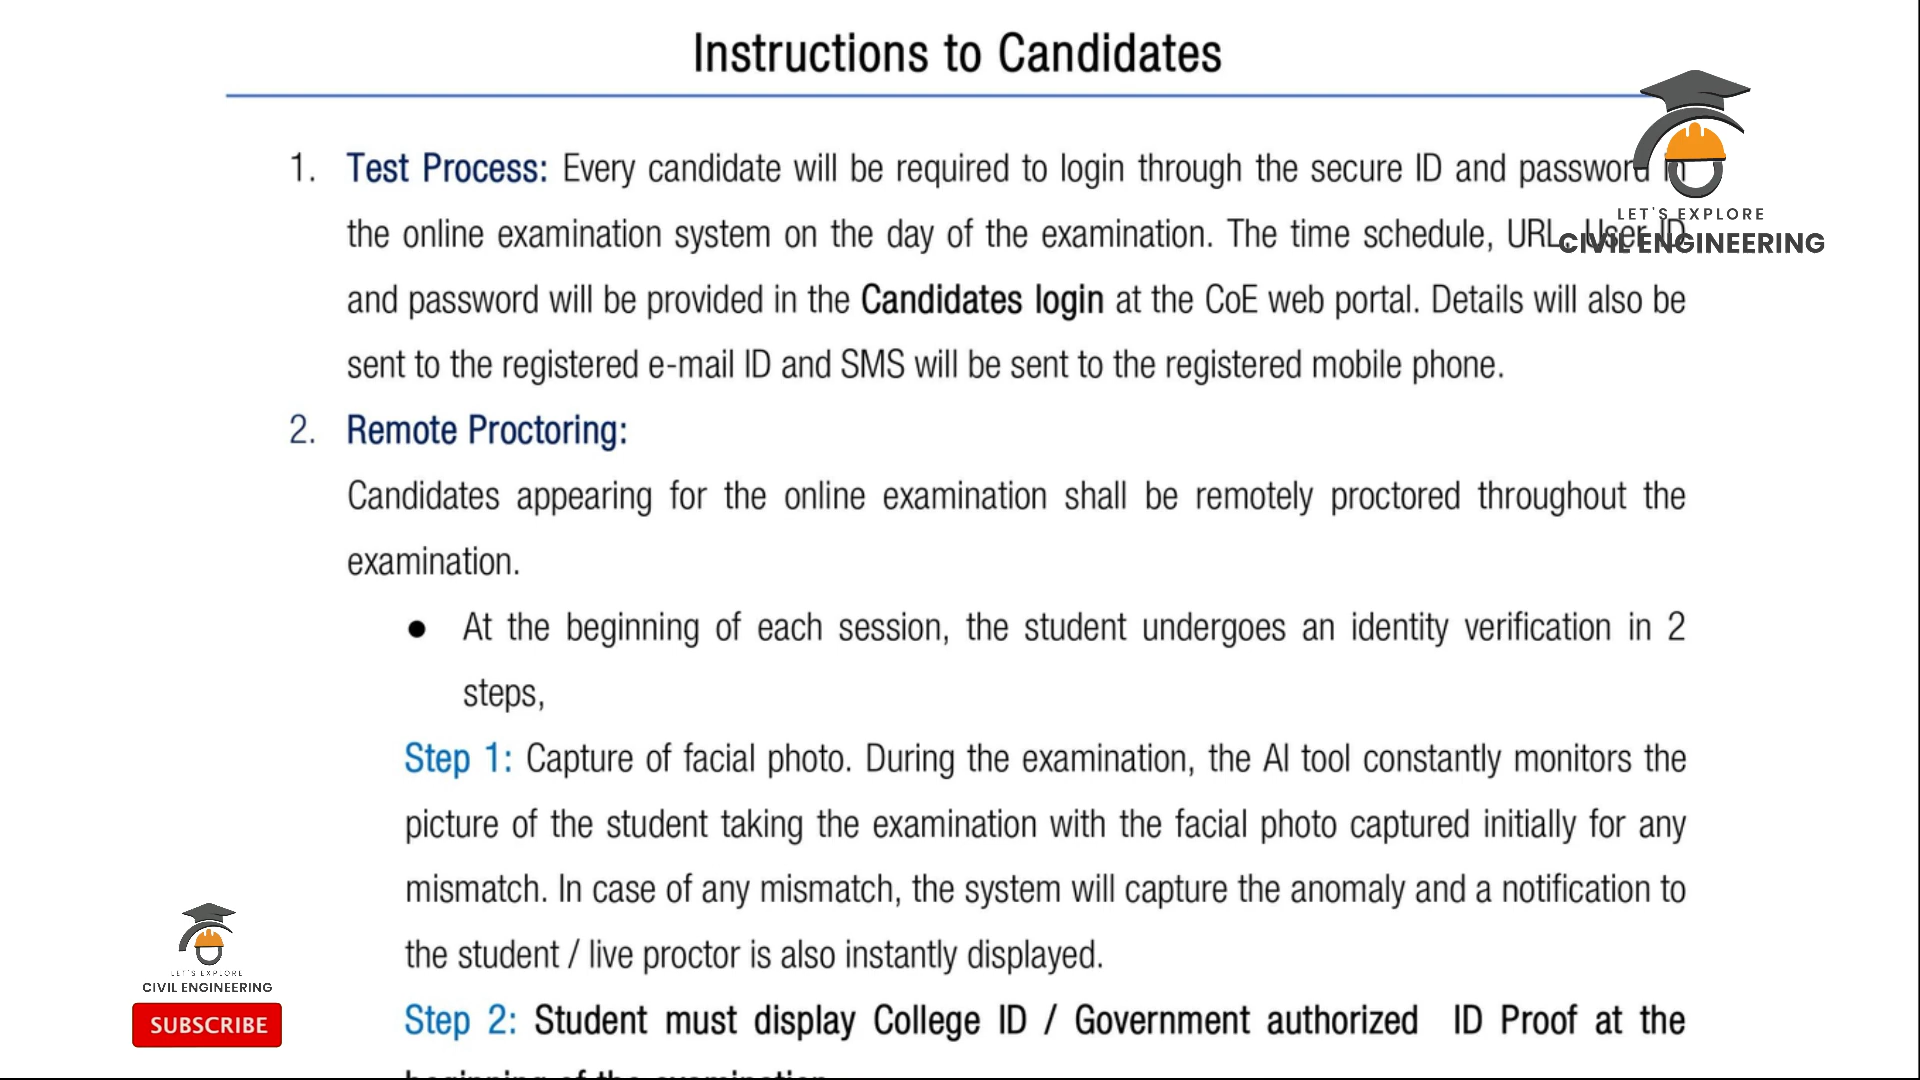 Instructions to Candidates
1. Test Process: Every candidate will be required to login through the secure ID and password in
the online examination system on the day of the examination. The time schedule, URL, User ID
and password will be provided in the Candidates login at the CoE web portal. Details will also be
sent to the registered e-mail ID and SMS will be sent to the registered mobile phone.
2. Remote Proctoring:
Candidates appearing for the online examination shall be remotely proctored throughout the
examination.
● At the beginning of each session, the student undergoes an identity verification in 2
steps,
Step 1: Capture of facial photo. During the examination, the AI tool constantly monitors the
picture of the student taking the examination with the facial photo captured initially for any
mismatch. In case of any mismatch, the system will capture the anomaly and a notification to
the student / live proctor is also instantly displayed.
Step 2: Student must display College ID / Government authorized ID Proof at the
beginning of the examination
LET'S EXPLORE
CIVIL ENGINEERING
LET'S EXPLORE
CIVIL ENGINEERING
SUBSCRIBE